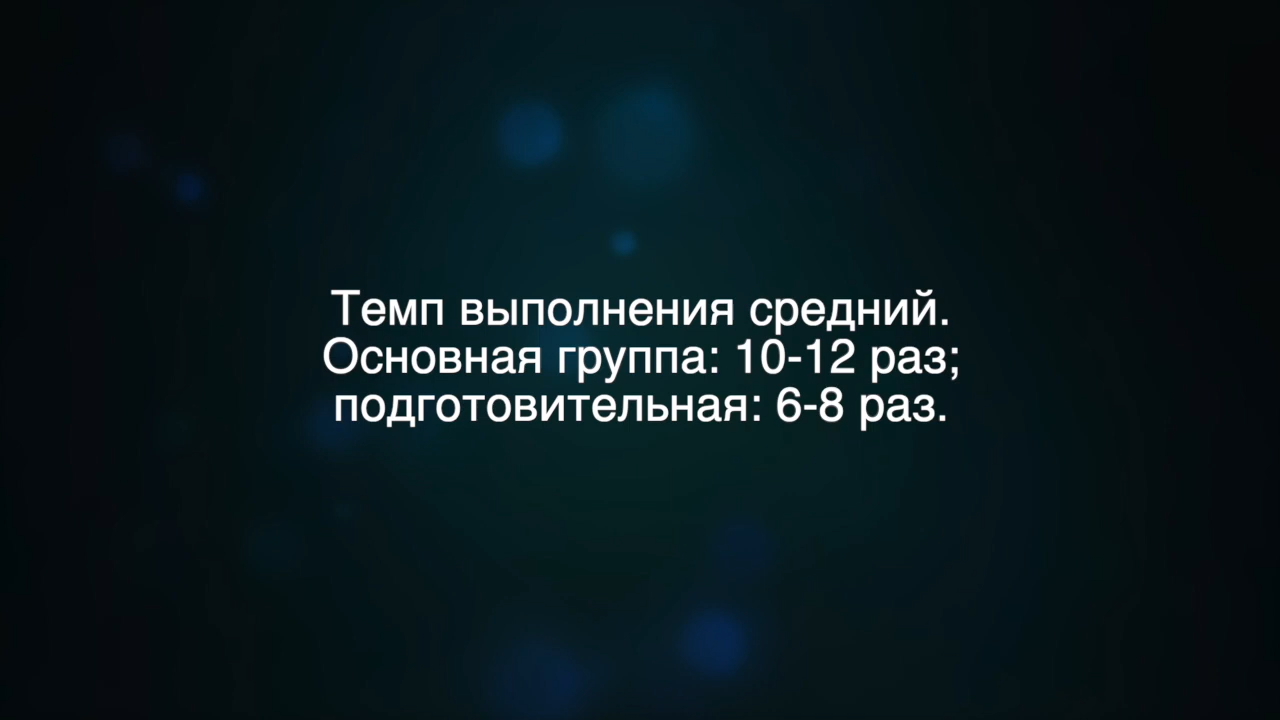 Темп выполнения средний.
Основная группа: 10-12 раз;
подготовительная: 6-8 раз.